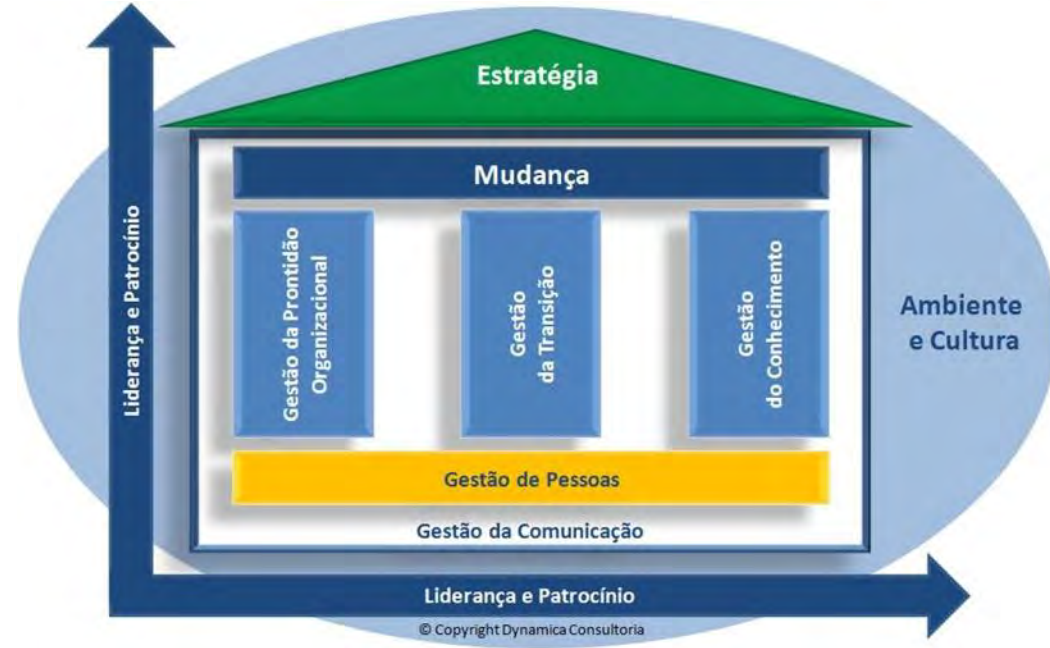 Estratégia
Mudança
Liderança e Patrocínio
Gestão da Prontidão
Organizacional
Gestão
da Transição
Gestão
do Conhecimento
Ambiente
e Cultura
Gestão de Pessoas
Gestão da Comunicação
Liderança e Patrocínio
© Copyright Dynamica Consultoria